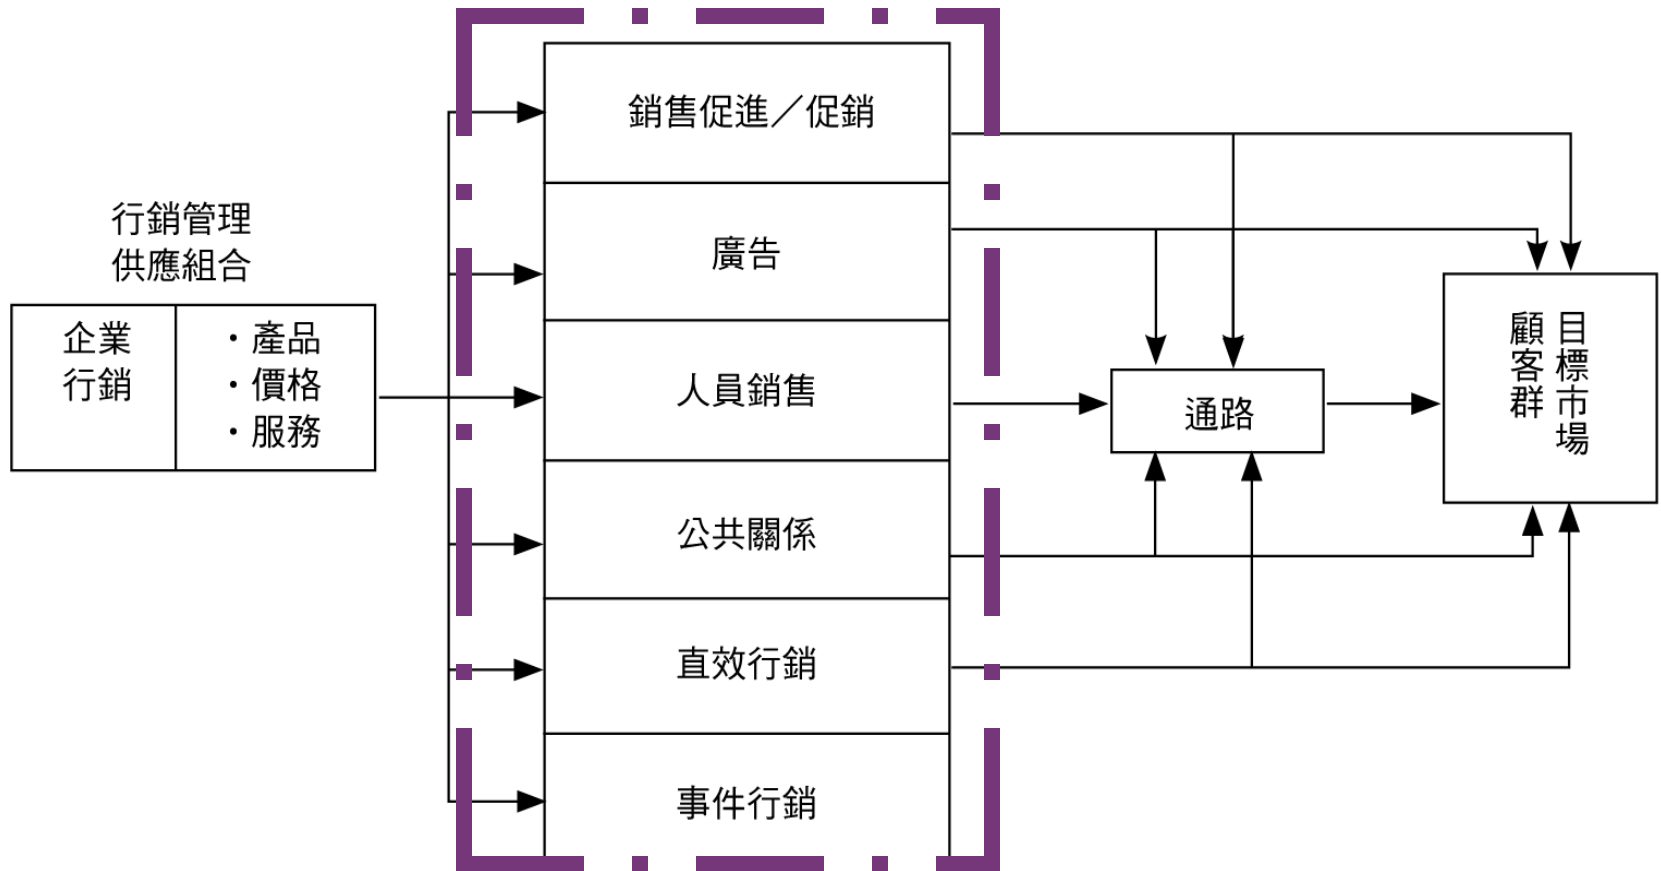 行銷管理
供應組合
企業
行銷
・產品
・價格
・服務
銷售促進／促銷
廣告
人員銷售
公共關係
直效行銷
事件行銷
通路
目標市場
顧客群